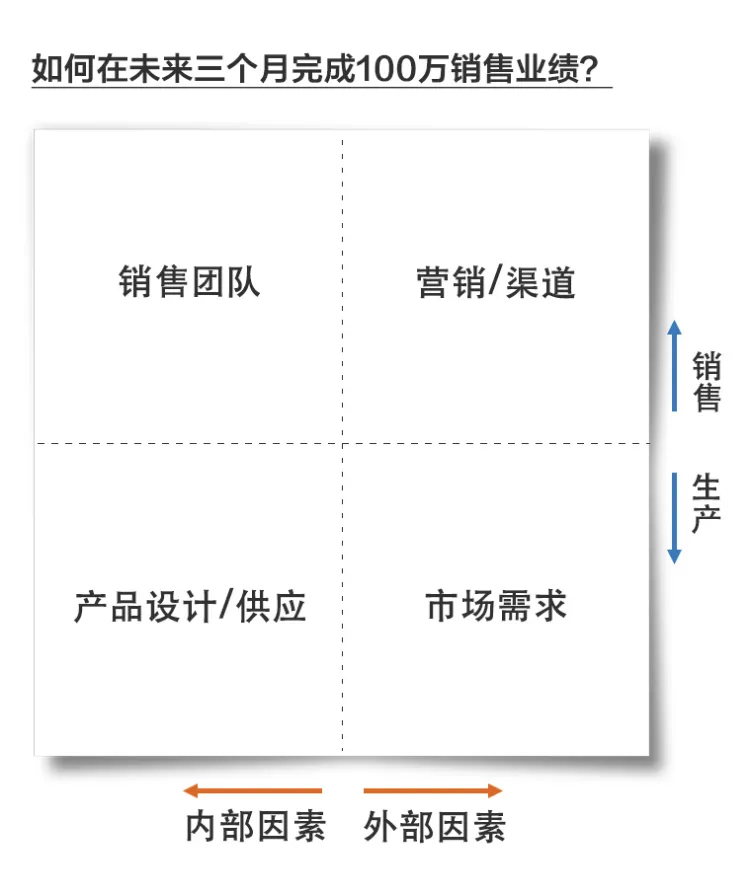 如何在未来三个月完成100万销售业绩?
销售团队
营销/渠道
销售
生产
产品设计/供应
市场需求
内部因素
外部因素